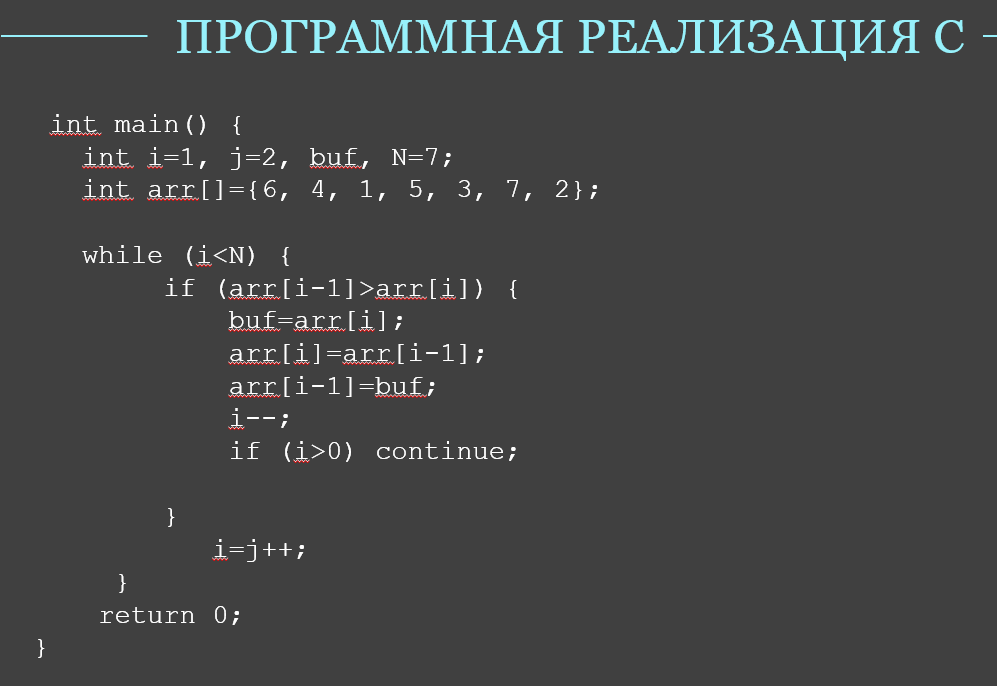 ПРОГРАММНАЯ РЕАЛИЗАЦИЯ С
int main() {
int i=1, j=2, buf, N=7;
int arr[]={6, 4, 1, 5, 3, 7, 2};
while (i<N) {
if (arr[i-1]>arr[i]) {
buf=arr[i];
arr[i]=arr[i-1];
arr[i-1]=buf;
i--;
if (i>0) continue;
}
i=j++;
}
return 0;
}